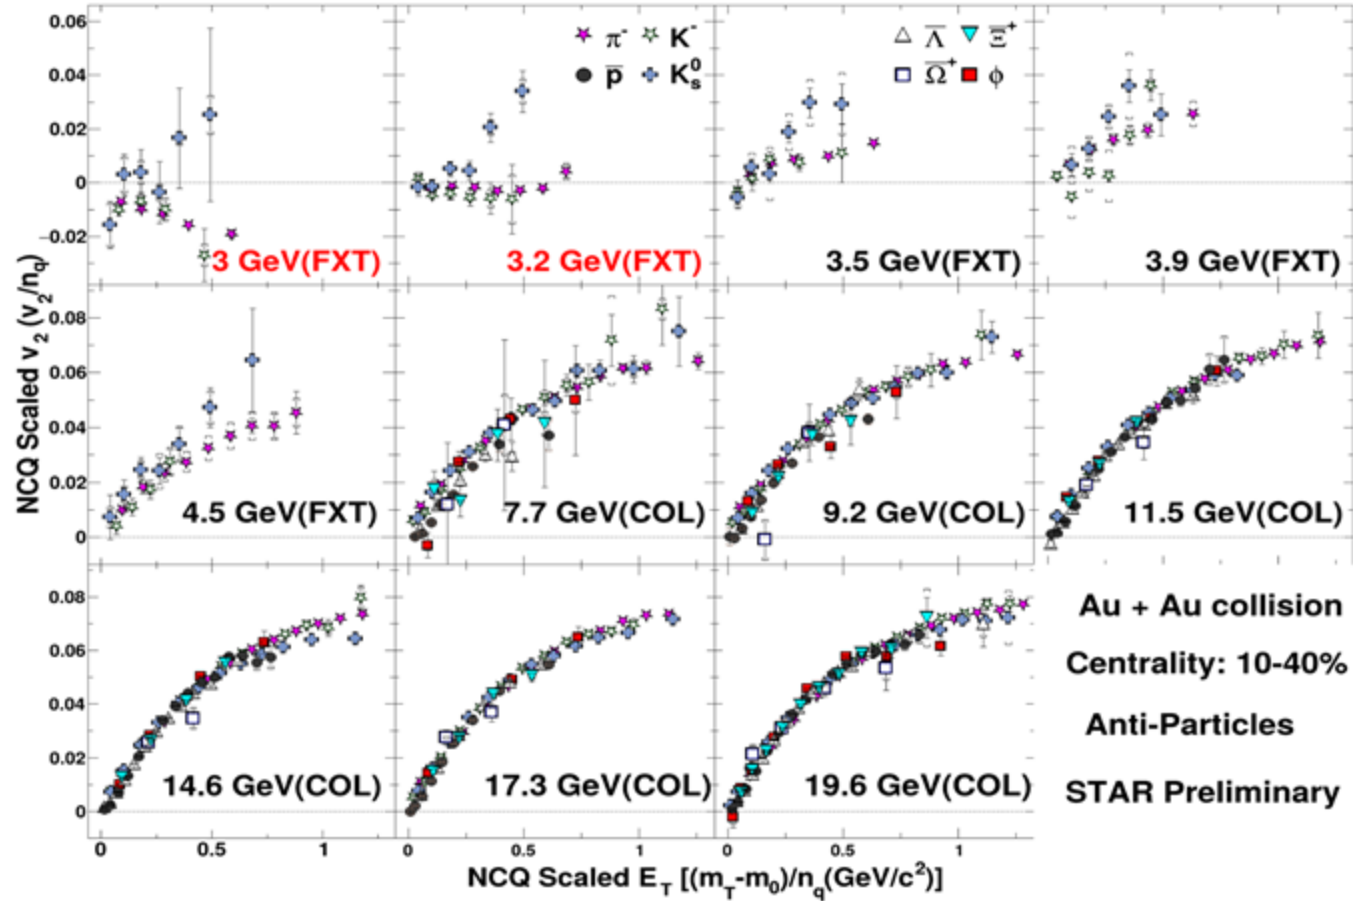 π⁻ K⁻
p̅ K⁰ₛ
Λ̅ Ξ̅⁺
Ω̅⁺ ϕ
0.06
0.04
0.02
0
−0.02
3 GeV(FXT)
3.2 GeV(FXT)
3.5 GeV(FXT)
3.9 GeV(FXT)
NCQ Scaled v₂ (v₂/n_q)
0.08
0.06
0.04
0.02
0
4.5 GeV(FXT)
7.7 GeV(COL)
9.2 GeV(COL)
11.5 GeV(COL)
0.08
0.06
0.04
0.02
0
14.6 GeV(COL)
17.3 GeV(COL)
19.6 GeV(COL)
Au + Au collision
Centrality: 10-40%
Anti-Particles
STAR Preliminary
0 0.5 1 0 0.5 1 0 0.5 1
NCQ Scaled E_T [(m_T-m₀)/n_q(GeV/c²)]